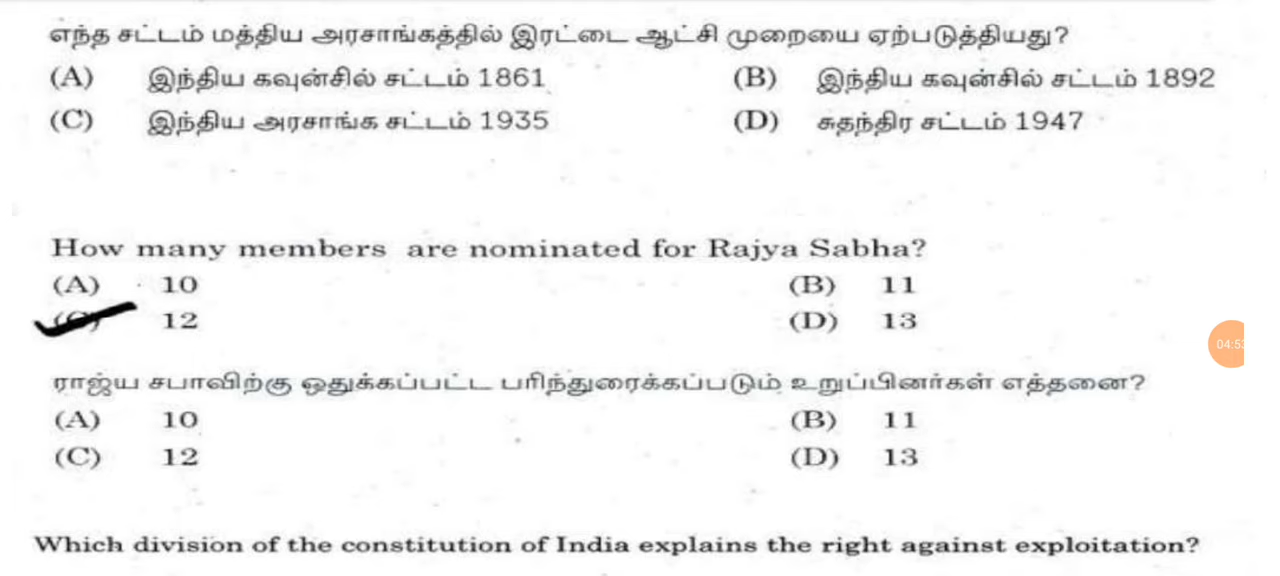 எந்த சட்டம் மத்திய அரசாங்கத்தில் இரட்டை ஆட்சி முறையை ஏற்படுத்தியது?
(A) இந்திய கவுன்சில் சட்டம் 1861 (B) இந்திய கவுன்சில் சட்டம் 1892
(C) இந்திய அரசாங்க சட்டம் 1935 (D) சுதந்திர சட்டம் 1947
How many members are nominated for Rajya Sabha?
(A) 10 (B) 11
(C) 12 (D) 13
ராஜ்ய சபாவிற்கு ஒதுக்கப்பட்ட பரிந்துரைக்கப்படும் உறுப்பினர்கள் எத்தனை?
(A) 10 (B) 11
(C) 12 (D) 13
Which division of the constitution of India explains the right against exploitation?